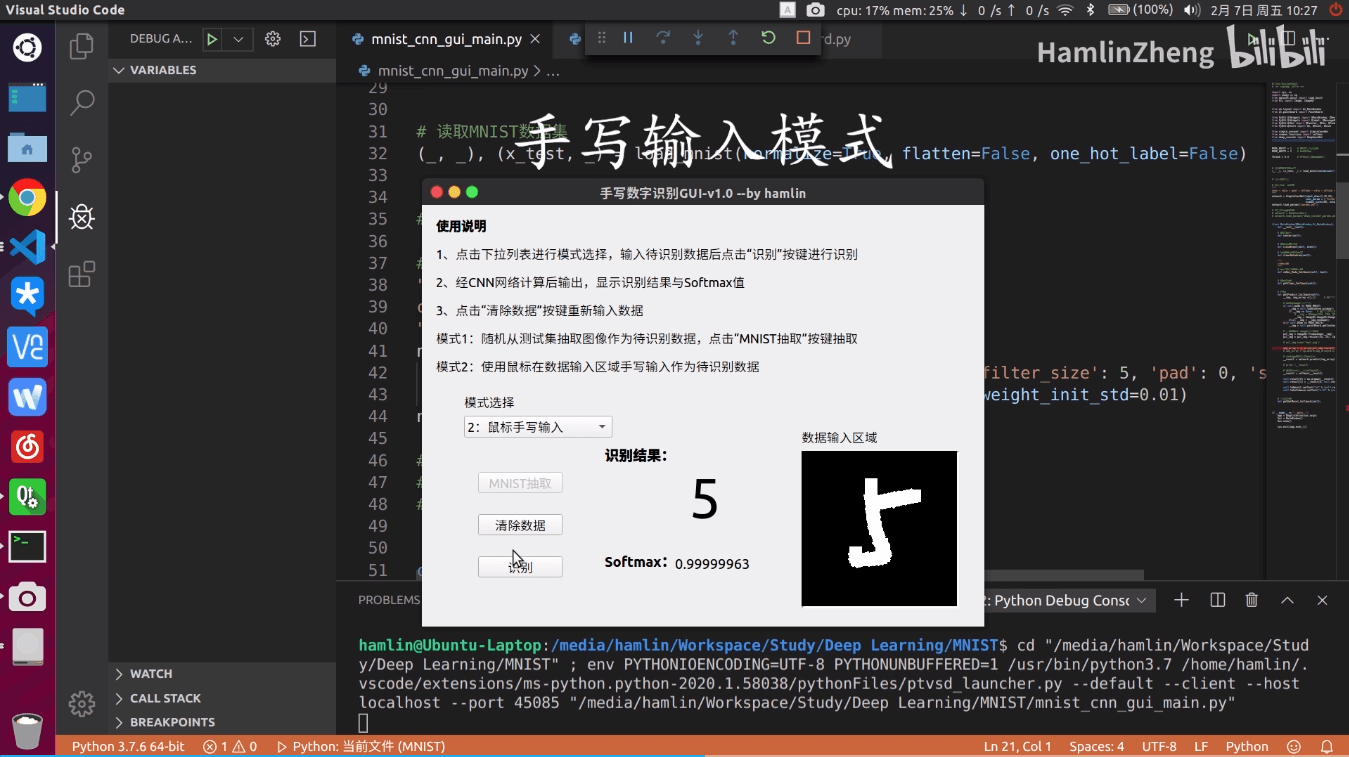 Visual Studio Code
A cpu: 17% mem: 25% ↓ 0 /s ↑ 0 /s (100%) 2月 7日 周五 10:27
DEBUG A...
mnist_cnn_gui_main.py
rd.py
HamlinZheng bilibili
VARIABLES
mnist_cnn_gui_main.py > ...
手写输入模式
29
30
31 # 读取MNIST数据集
32 (_, _), (x_test, _) load_mnist(normalize=True, flatten=False, one_hot_label=False)
33
34
35 #
36
37 #
38 '
39
40 '
41
42 filter_size': 5, 'pad': 0, 's
43 weight_init_std=0.01)
44
45
46 #
47 #
48 #
49
50
51
手写数字识别GUI-v1.0 --by hamlin
使用说明
1、点击下拉列表进行模式选择，输入待识别数据后点击“识别”按键进行识别
2、经CNN网络计算后输出，显示识别结果与Softmax值
3、点击“清除数据”按键重新输入数据
模式1：随机从测试集抽取图像作为待识别数据，点击“MNIST抽取”按键抽取
模式2：使用鼠标在数据输入区域手写输入作为待识别数据
模式选择
2：鼠标手写输入
数据输入区域
识别结果：
MNIST抽取
5
5
清除数据
识别
Softmax：0.99999963
PROBLEMS
2: Python Debug Consc
hamlin@Ubuntu-Laptop:/media/hamlin/Workspace/Study/Deep Learning/MNIST$ cd "/media/hamlin/Workspace/Stud
y/Deep Learning/MNIST" ; env PYTHONIOENCODING=UTF-8 PYTHONUNBUFFERED=1 /usr/bin/python3.7 /home/hamlin/.
vscode/extensions/ms-python.python-2020.1.58038/pythonFiles/ptvsd_launcher.py --default --client --host
localhost --port 45085 "/media/hamlin/Workspace/Study/Deep Learning/MNIST/mnist_cnn_gui_main.py"
WATCH
CALL STACK
BREAKPOINTS
Python 3.7.6 64-bit 1 0 Python: 当前文件 (MNIST) Ln 21, Col 1 Spaces: 4 UTF-8 LF Python